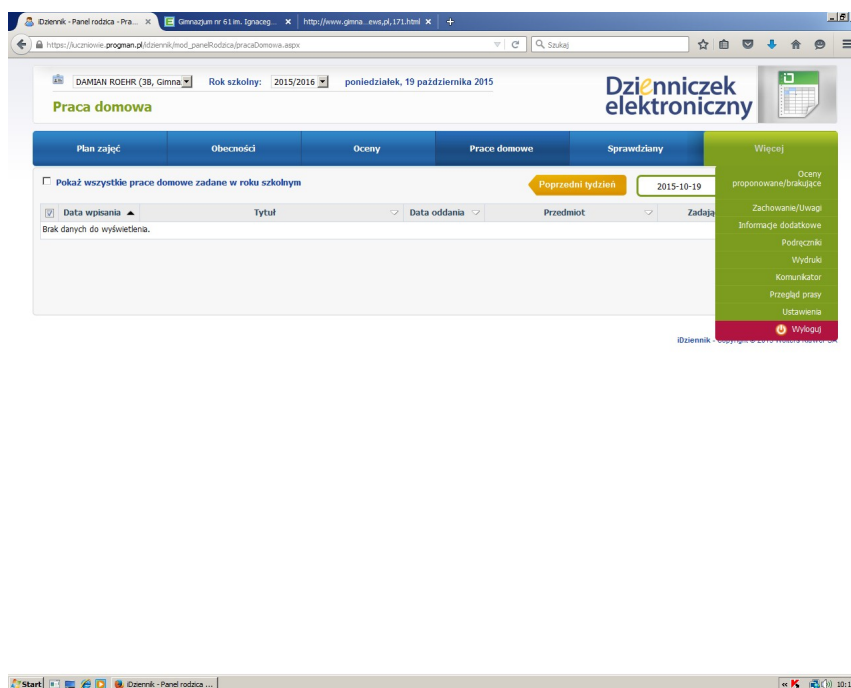 iDziennik - Panel rodzica - Pra... Gimnazjum nr 61 im. Ignaceg... http://www.gimna...ews,pl,171.html
https://iuczniowie.progman.pl/idziennik/mod_panelRodzica/pracaDomowa.aspx Szukaj
DAMIAN ROEHR (3B, Gimna Rok szkolny: 2015/2016 poniedziałek, 19 października 2015
Dzienniczek
elektroniczny
Praca domowa
Plan zajęć Obecności Oceny Prace domowe Sprawdziany Więcej
Pokaż wszystkie prace domowe zadane w roku szkolnym Poprzedni tydzień 2015-10-19
Data wpisania Tytuł Data oddania Przedmiot Zadają
Brak danych do wyświetlenia.
Oceny
proponowane/brakujące
Zachowanie/Uwagi
Informacje dodatkowe
Podręczniki
Wydruki
Komunikator
Przegląd prasy
Ustawienia
Wyloguj
iDziennik -
Start iDziennik - Panel rodzica ... 10:1